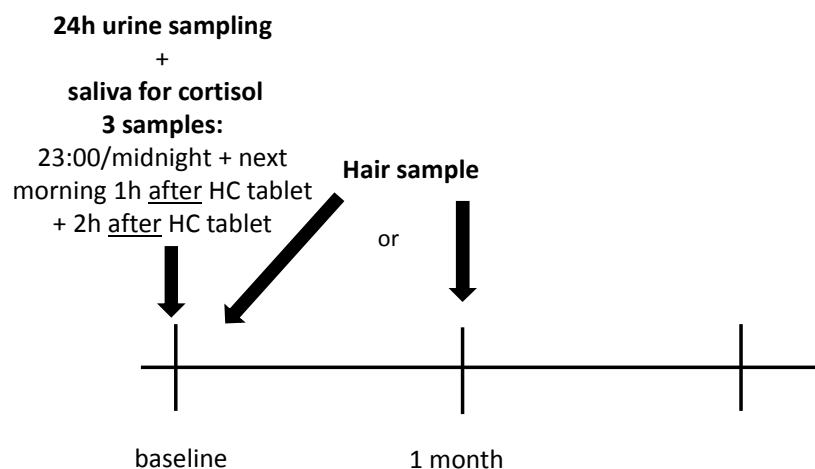 24h urine sampling
+
saliva for cortisol
3 samples:
23:00/midnight + next
morning 1h after HC tablet
+ 2h after HC tablet
Hair sample
or
baseline
1 month